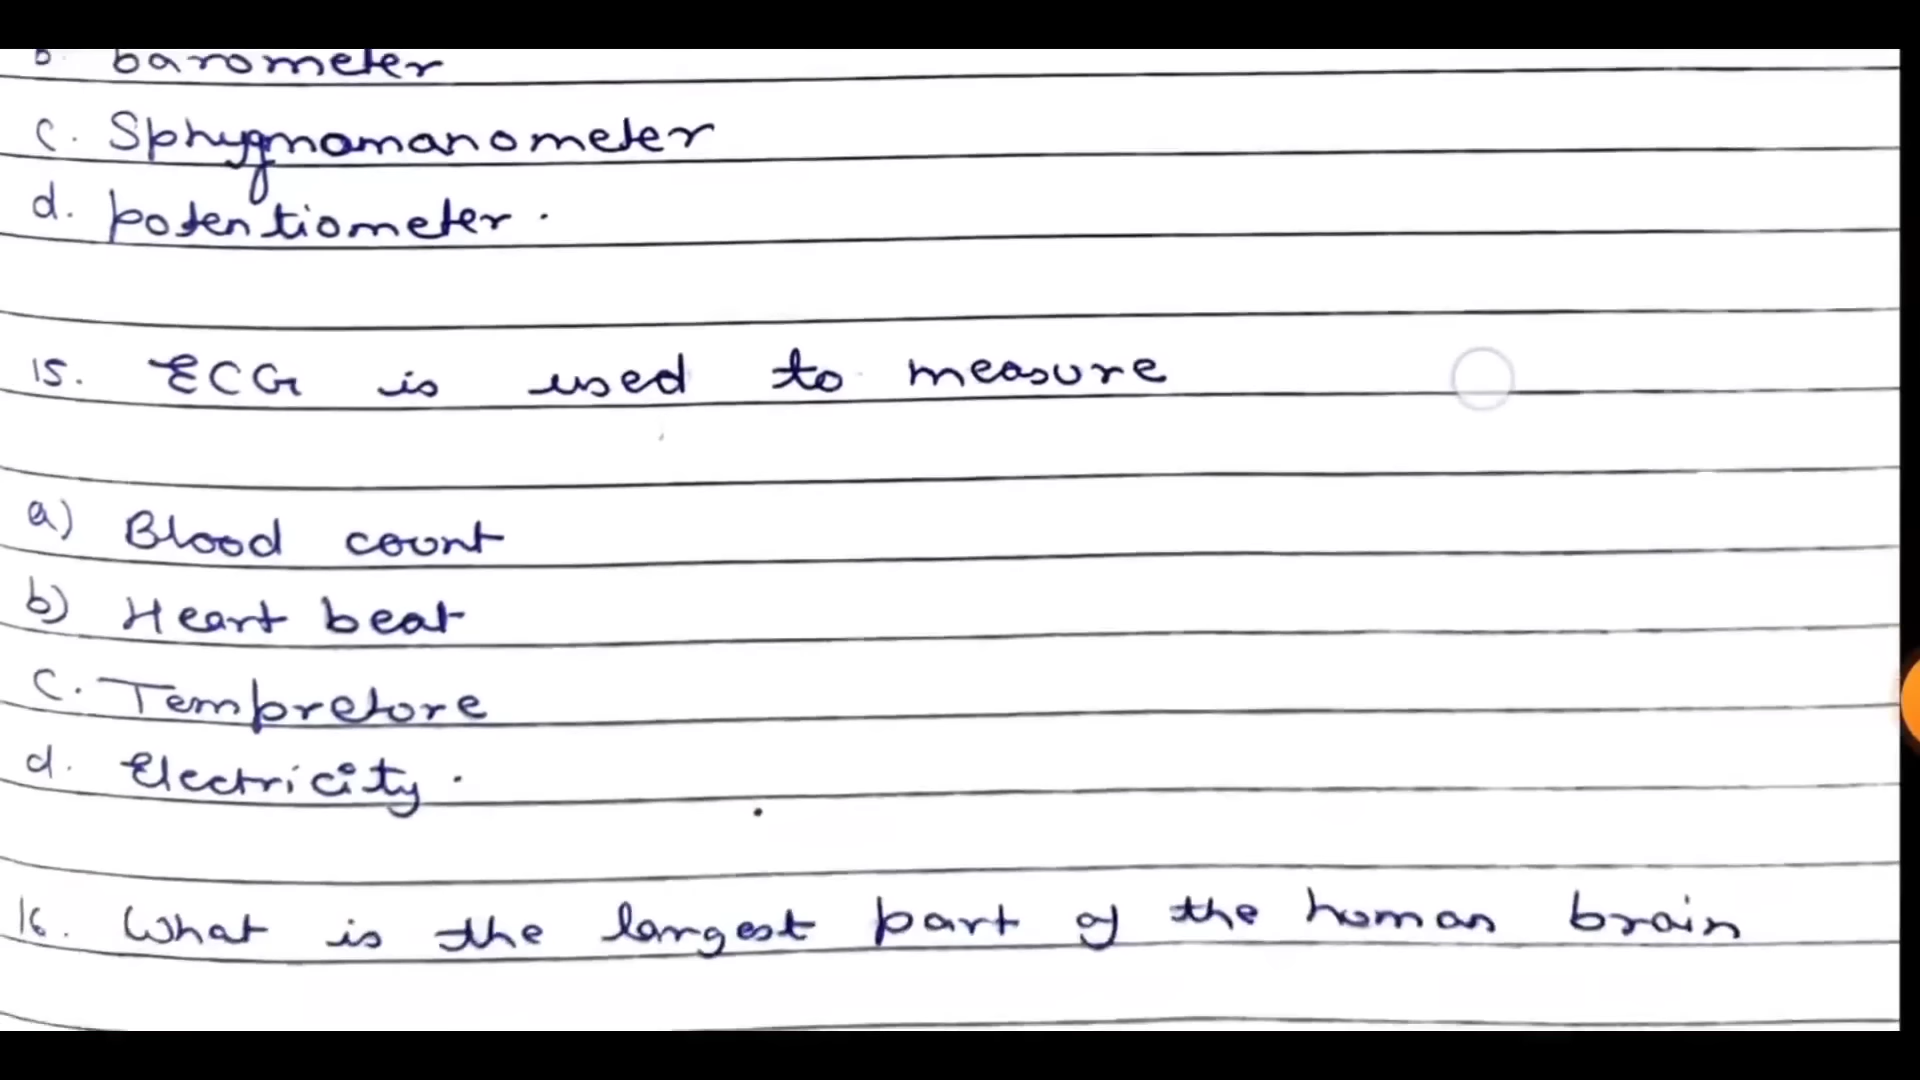 b. barometer
c. Sphygmomanometer
d. potentiometer.
15. ECG is used to measure
a) Blood count
b) Heart beat
c. Tempretore
d. Electricity.
16. What is the largest part of the human brain